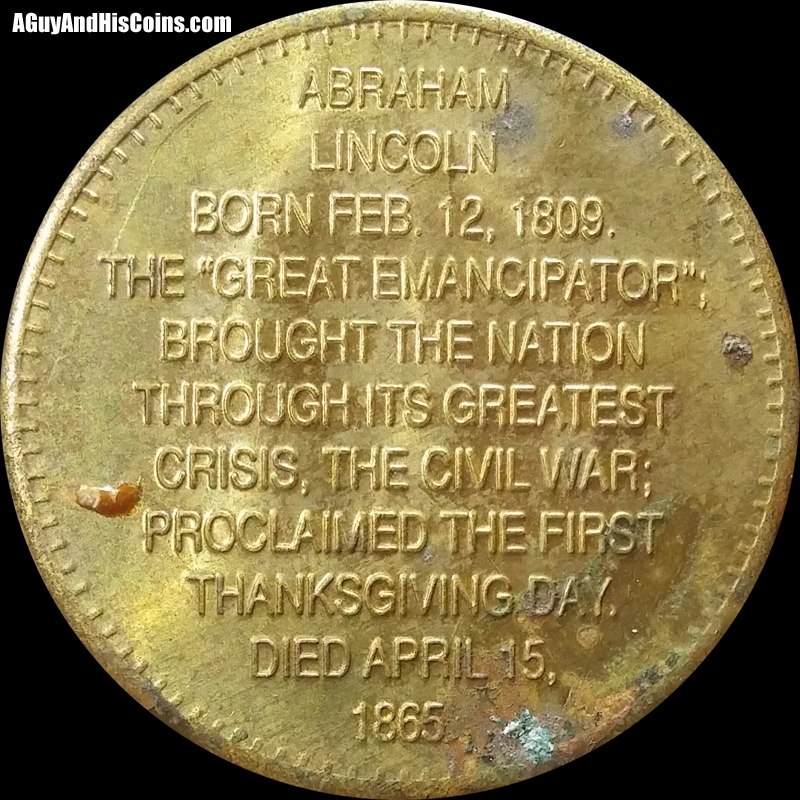 AGuyAndHisCoins.com
ABRAHAM
LINCOLN
BORN FEB. 12, 1809.
THE "GREAT EMANCIPATOR";
BROUGHT THE NATION
THROUGH ITS GREATEST
CRISIS, THE CIVIL WAR;
PROCLAIMED THE FIRST
THANKSGIVING DAY.
DIED APRIL 15,
1865.